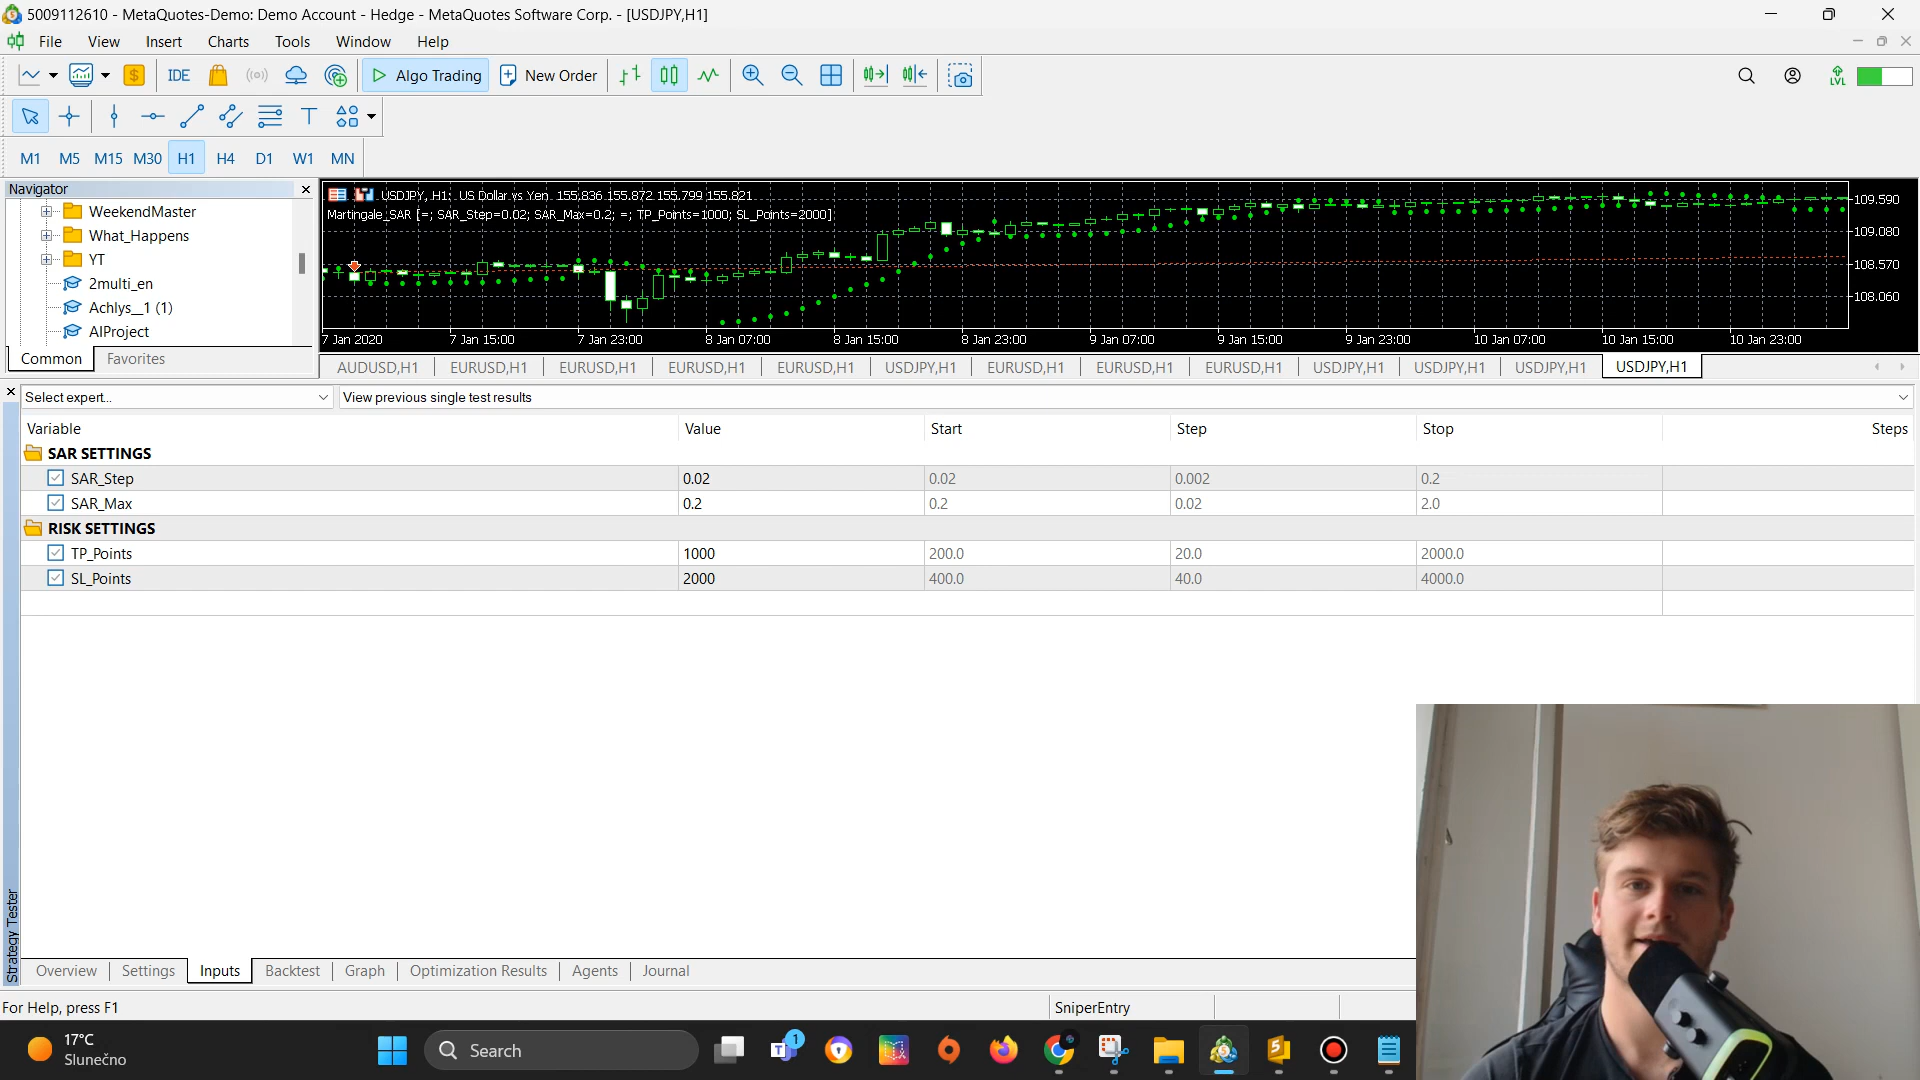 5009112610 - MetaQuotes-Demo: Demo Account - Hedge - MetaQuotes Software Corp. - [USDJPY,H1]
File View Insert Charts Tools Window Help
IDE Algo Trading New Order LVL
M1 M5 M15 M30 H1 H4 D1 W1 MN
Navigator
WeekendMaster
What_Happens
YT
2multi_en
Achlys__1 (1)
AIProject
Common Favorites
USDJPY, H1: US Dollar vs Yen 155.836 155.872 155.799 155.821
Martingale_SAR [=; SAR_Step=0.02; SAR_Max=0.2; =; TP_Points=1000; SL_Points=2000]
109.590
109.080
108.570
108.060
7 Jan 2020 7 Jan 15:00 7 Jan 23:00 8 Jan 07:00 8 Jan 15:00 8 Jan 23:00 9 Jan 07:00 9 Jan 15:00 9 Jan 23:00 10 Jan 07:00 10 Jan 15:00 10 Jan 23:00
AUDUSD,H1 EURUSD,H1 EURUSD,H1 EURUSD,H1 EURUSD,H1 USDJPY,H1 EURUSD,H1 EURUSD,H1 EURUSD,H1 USDJPY,H1 USDJPY,H1 USDJPY,H1 USDJPY,H1
Select expert... View previous single test results
Variable Value Start Step Stop Steps
SAR SETTINGS
SAR_Step 0.02 0.02 0.002 0.2
SAR_Max 0.2 0.2 0.02 2.0
RISK SETTINGS
TP_Points 1000 200.0 20.0 2000.0
SL_Points 2000 400.0 40.0 4000.0
Strategy Tester
Overview Settings Inputs Backtest Graph Optimization Results Agents Journal
For Help, press F1 SniperEntry
17°C
Slunečno
Search
1